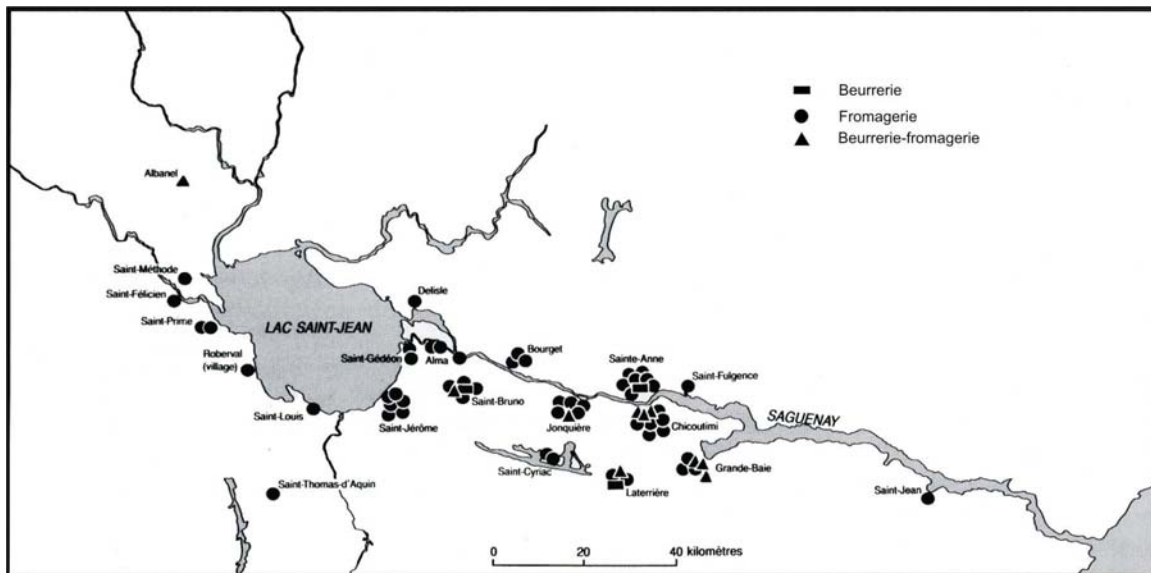 Beurrerie
Fromagerie
Beurrerie-fromagerie
Albanel
Saint-Méthode
Saint-Félicien
Saint-Prime
Roberval
(village)
LAC SAINT-JEAN
Saint-Louis
Saint-Thomas-d'Aquin
Delisle
Saint-Gédéon
Alma
Saint-Bruno
Saint-Jérôme
Bourget
Jonquière
Saint-Cyriac
Sainte-Anne
Saint-Fulgence
Chicoutimi
SAGUENAY
Laterrière
Grande-Baie
Saint-Jean
0 20 40 kilomètres